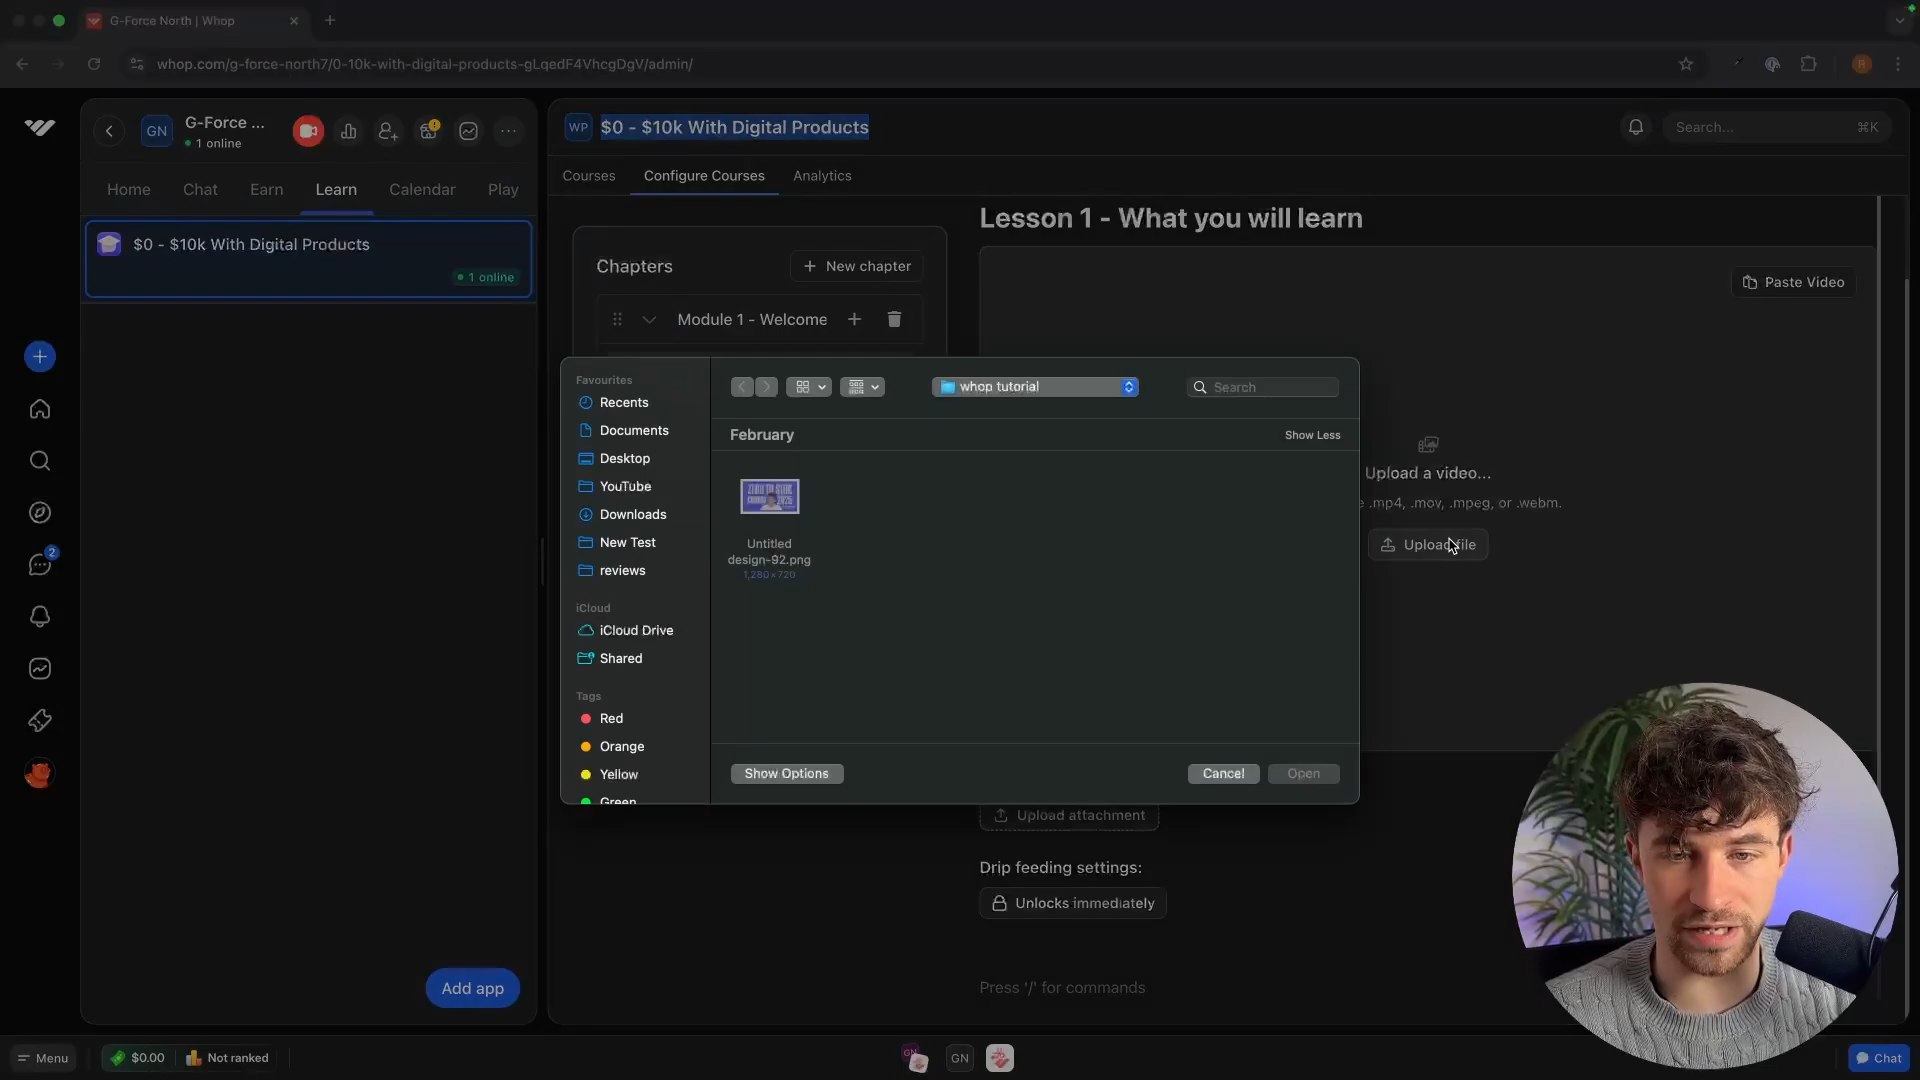 G-Force North | Whop
whop.com/g-force-north7/0-10k-with-digital-products-gLqedF4VhcgDgV/admin/
R
GN
G-Force ...
1 online
Home
Chat
Earn
Learn
Calendar
Play
$0 - $10k With Digital Products
1 online
2
Add app
WP
$0 - $10k With Digital Products
Search...
⌘K
Courses
Configure Courses
Analytics
Chapters
+ New chapter
Module 1 - Welcome
Lesson 1 - What you will learn
Paste Video
Upload a video...
.mp4, .mov, .mpeg, or .webm.
Upload file
Favourites
Recents
Documents
Desktop
YouTube
Downloads
New Test
reviews
iCloud
iCloud Drive
Shared
Tags
Red
Orange
Yellow
Green
whop tutorial
Search
February
Show Less
Untitled
design-92.png
1,280×720
Show Options
Cancel
Open
Upload attachment
Drip feeding settings:
Unlocks immediately
Press '/' for commands
Menu
$0.00
Not ranked
GN
GN
Chat